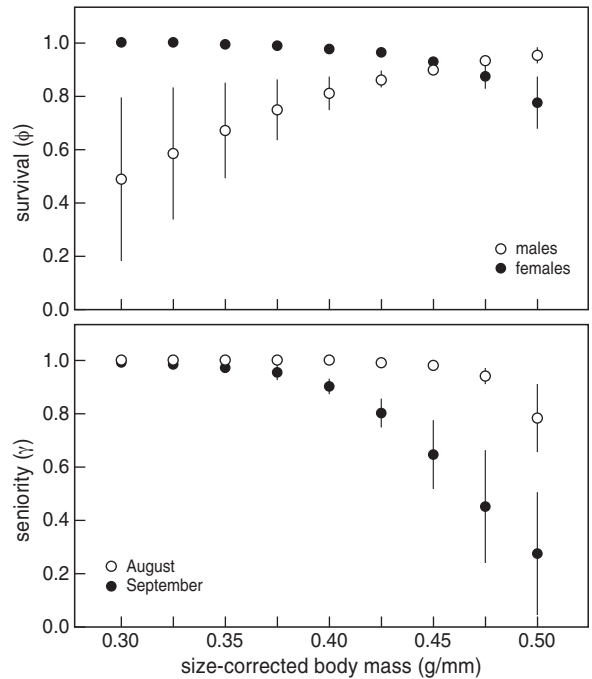 1.0
0.8
0.6
0.4
0.2
0.0
survival (ϕ)
males
females
1.0
0.8
0.6
0.4
0.2
0.0
seniority (γ)
August
September
0.30 0.35 0.40 0.45 0.50
size-corrected body mass (g/mm)